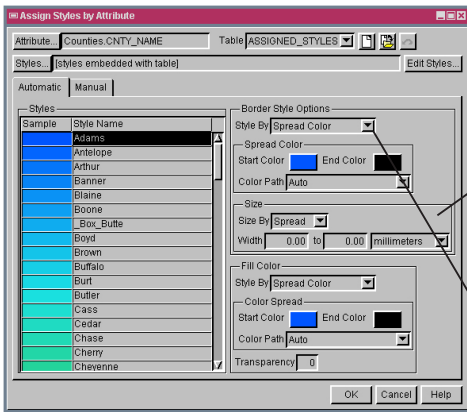 Assign Styles by Attribute
Attribute... Counties.CNTY_NAME Table ASSIGNED_STYLES
Styles... [styles embedded with table] Edit Styles...
Automatic Manual
Styles
Sample Style Name
Adams
Antelope
Arthur
Banner
Blaine
Boone
_Box_Butte
Boyd
Brown
Buffalo
Burt
Butler
Cass
Cedar
Chase
Cherry
Cheyenne
Border Style Options
Style By Spread Color
Spread Color
Start Color End Color
Color Path Auto
Size
Size By Spread
Width 0.00 to 0.00 millimeters
Fill Color
Style By Spread Color
Color Spread
Start Color End Color
Color Path Auto
Transparency 0
OK Cancel Help